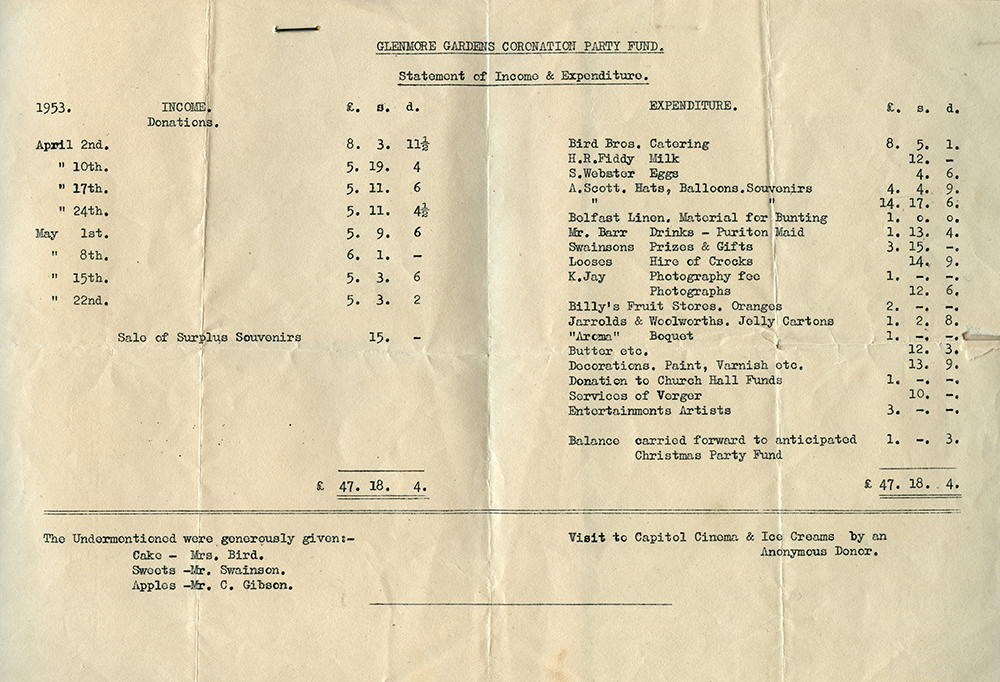 GLENMORE GARDENS CORONATION PARTY FUND.
Statement of Income & Expenditure.
1953. INCOME. £. s. d.
Donations.
April 2nd. 8. 3. 11½
" 10th. 5. 19. 4
" 17th. 5. 11. 6
" 24th. 5. 11. 4½
May 1st. 5. 9. 6
" 8th. 6. 1. –
" 15th. 5. 3. 6
" 22nd. 5. 3. 2
Sale of Surplus Souvenirs 15. –
£ 47. 18. 4.
EXPENDITURE. £. s. d.
Bird Bros. Catering 8. 5. 1.
H.R.Fiddy Milk 12. –
S.Webster Eggs 4. 6.
A.Scott. Hats, Balloons.Souvenirs 4. 4. 9.
" " 14. 17. 6.
Belfast Linen. Material for Bunting 1. 0. 0.
Mr. Barr Drinks – Puriton Maid 1. 13. 4.
Swainsons Prizes & Gifts 3. 15. –.
Looses Hire of Crocks 14. 9.
K.Jay Photography fee 1. –. –.
Photographs 12. 6.
Billy's Fruit Stores. Oranges 2. –. –.
Jarrolds & Woolworths. Jelly Cartons 1. 2. 8.
"Aroma" Boquet 1. –. –.
Butter etc. 12. 3.
Decorations. Paint, Varnish etc. 13. 9.
Donation to Church Hall Funds 1. –. –.
Services of Verger 10. –.
Entertainments Artists 3. –. –.
Balance carried forward to anticipated 1. –. 3.
Christmas Party Fund
£ 47. 18. 4.
The Undermentioned were generously given:-
Cake – Mrs. Bird.
Sweets –Mr. Swainson.
Apples –Mr. C. Gibson.
Visit to Capitol Cinema & Ice Creams by an
Anonymous Donor.